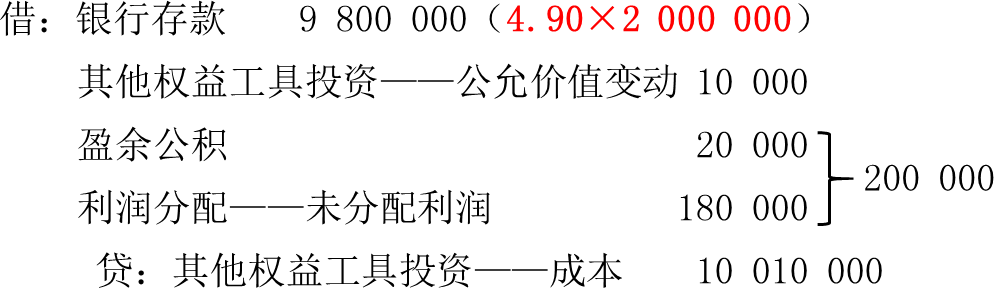 借：银行存款 9 800 000（4.90×2 000 000）
其他权益工具投资——公允价值变动 10 000
盈余公积 20 000
利润分配——未分配利润 180 000
200 000
贷：其他权益工具投资——成本 10 010 000